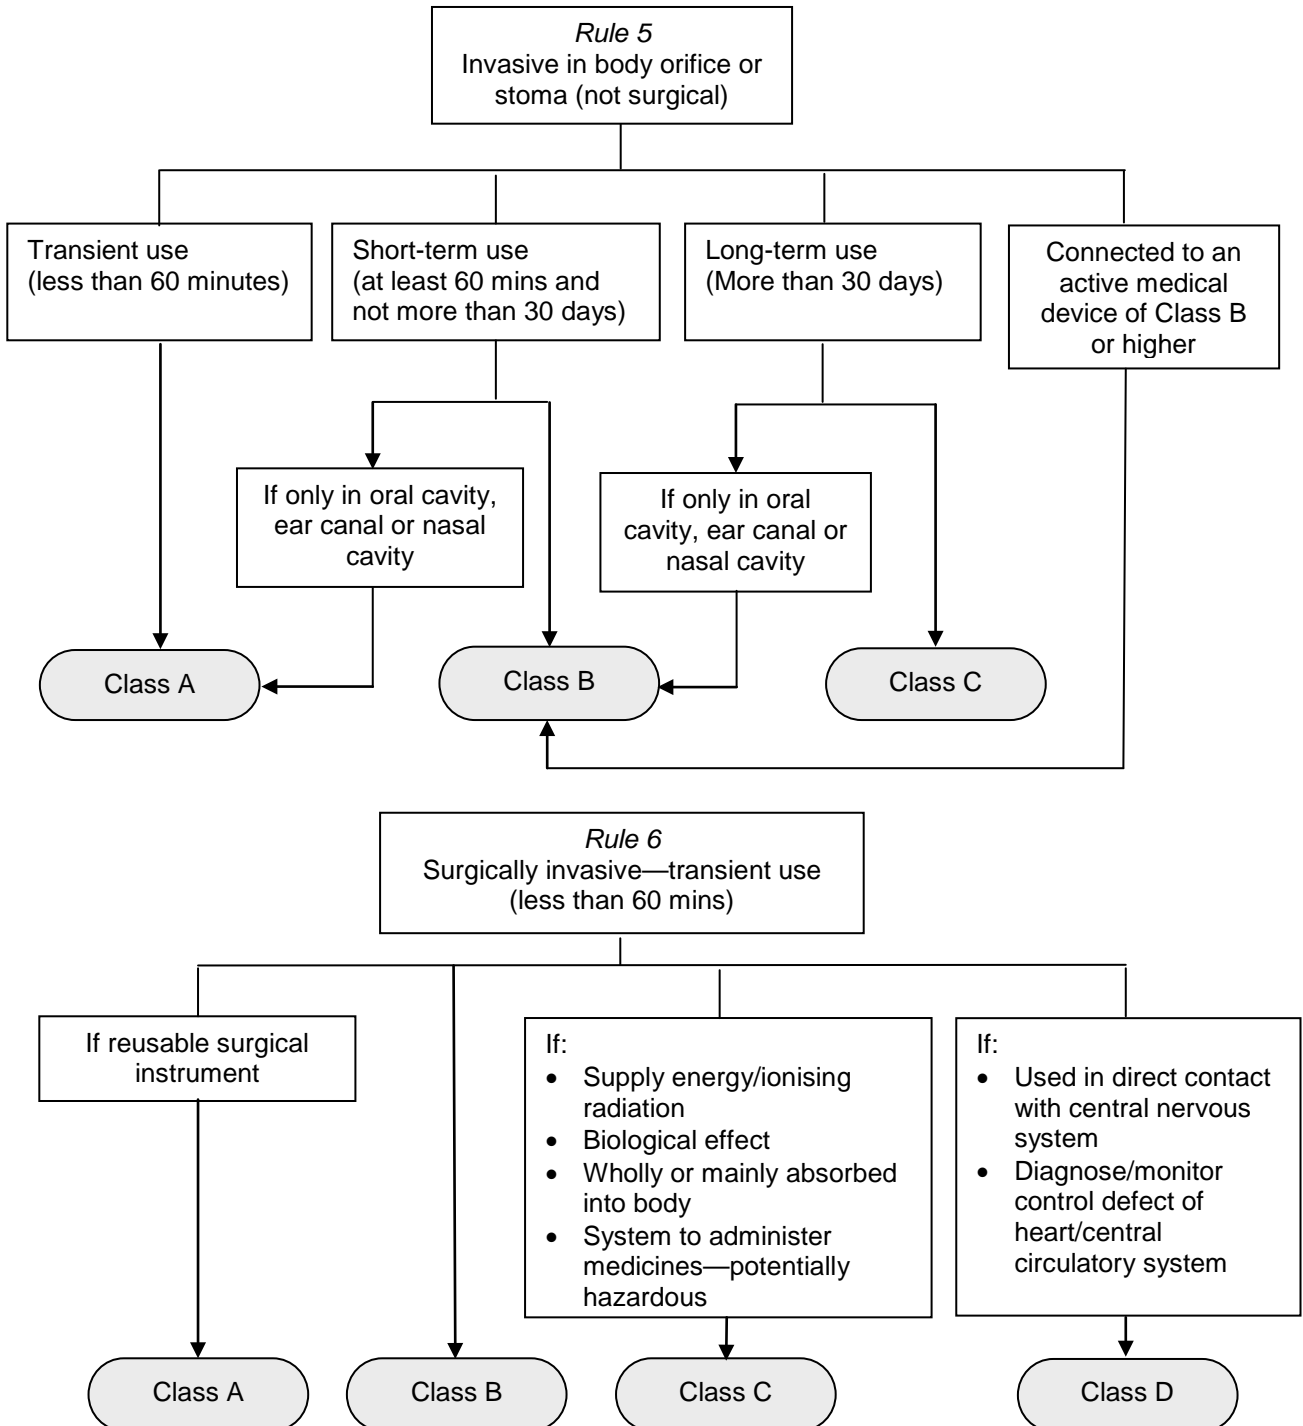 Rule 5
Invasive in body orifice or
stoma (not surgical)
Transient use
(less than 60 minutes)
Short-term use
(at least 60 mins and
not more than 30 days)
Long-term use
(More than 30 days)
Connected to an
active medical
device of Class B
or higher
If only in oral cavity,
ear canal or nasal
cavity
If only in oral
cavity, ear canal or
nasal cavity
Class A
Class B
Class C
Rule 6
Surgically invasive—transient use
(less than 60 mins)
If reusable surgical
instrument
If:
• Supply energy/ionising
radiation
• Biological effect
• Wholly or mainly absorbed
into body
• System to administer
medicines—potentially
hazardous
If:
• Used in direct contact
with central nervous
system
• Diagnose/monitor
control defect of
heart/central
circulatory system
Class A
Class B
Class C
Class D